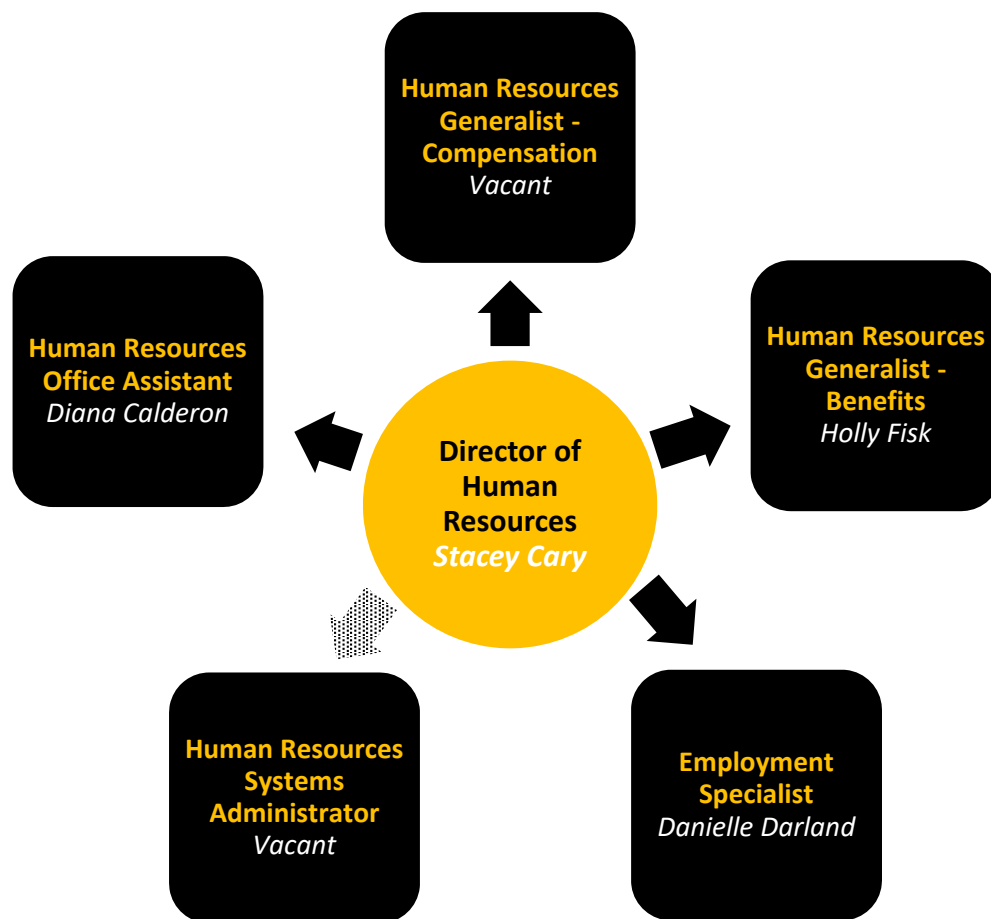 Human Resources
Generalist -
Compensation
Vacant
Human Resources
Office Assistant
Diana Calderon
Human Resources
Generalist -
Benefits
Holly Fisk
Director of
Human
Resources
Stacey Cary
Human Resources
Systems
Administrator
Vacant
Employment
Specialist
Danielle Darland